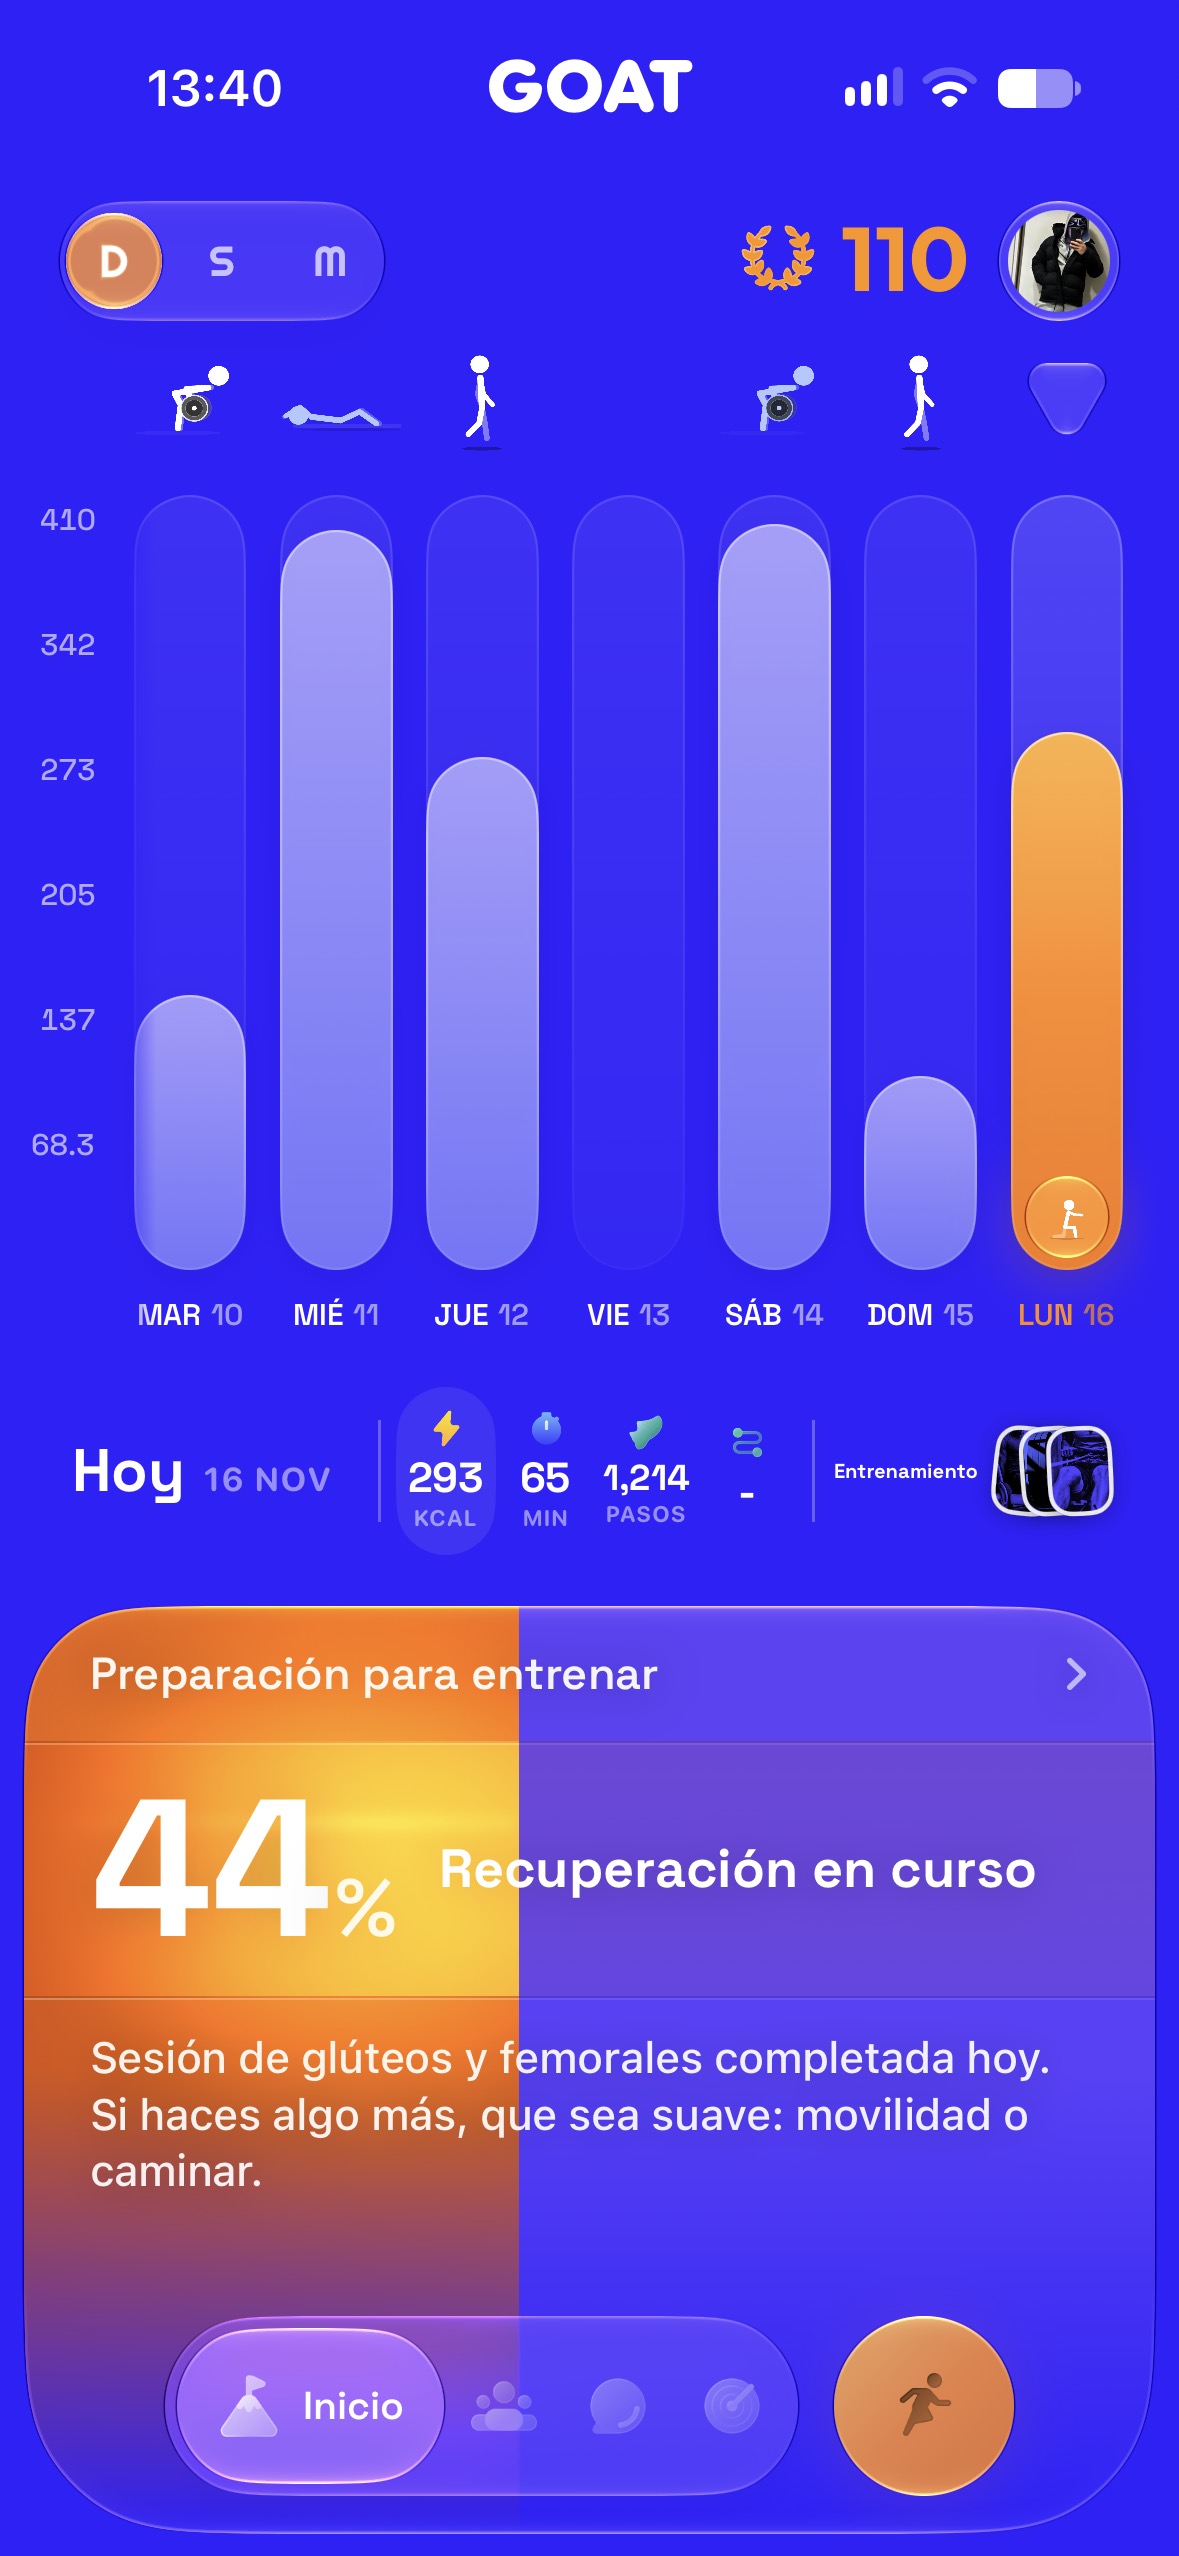 13:40
GOAT
D S M
110
410
342
273
205
137
68.3
MAR 10 MIÉ 11 JUE 12 VIE 13 SÁB 14 DOM 15 LUN 16
Hoy 16 NOV
293 KCAL
65 MIN
1,214 PASOS
-
Entrenamiento
Preparación para entrenar
44% Recuperación en curso
Sesión de glúteos y femorales completada hoy.
Si haces algo más, que sea suave: movilidad o
caminar.
Inicio